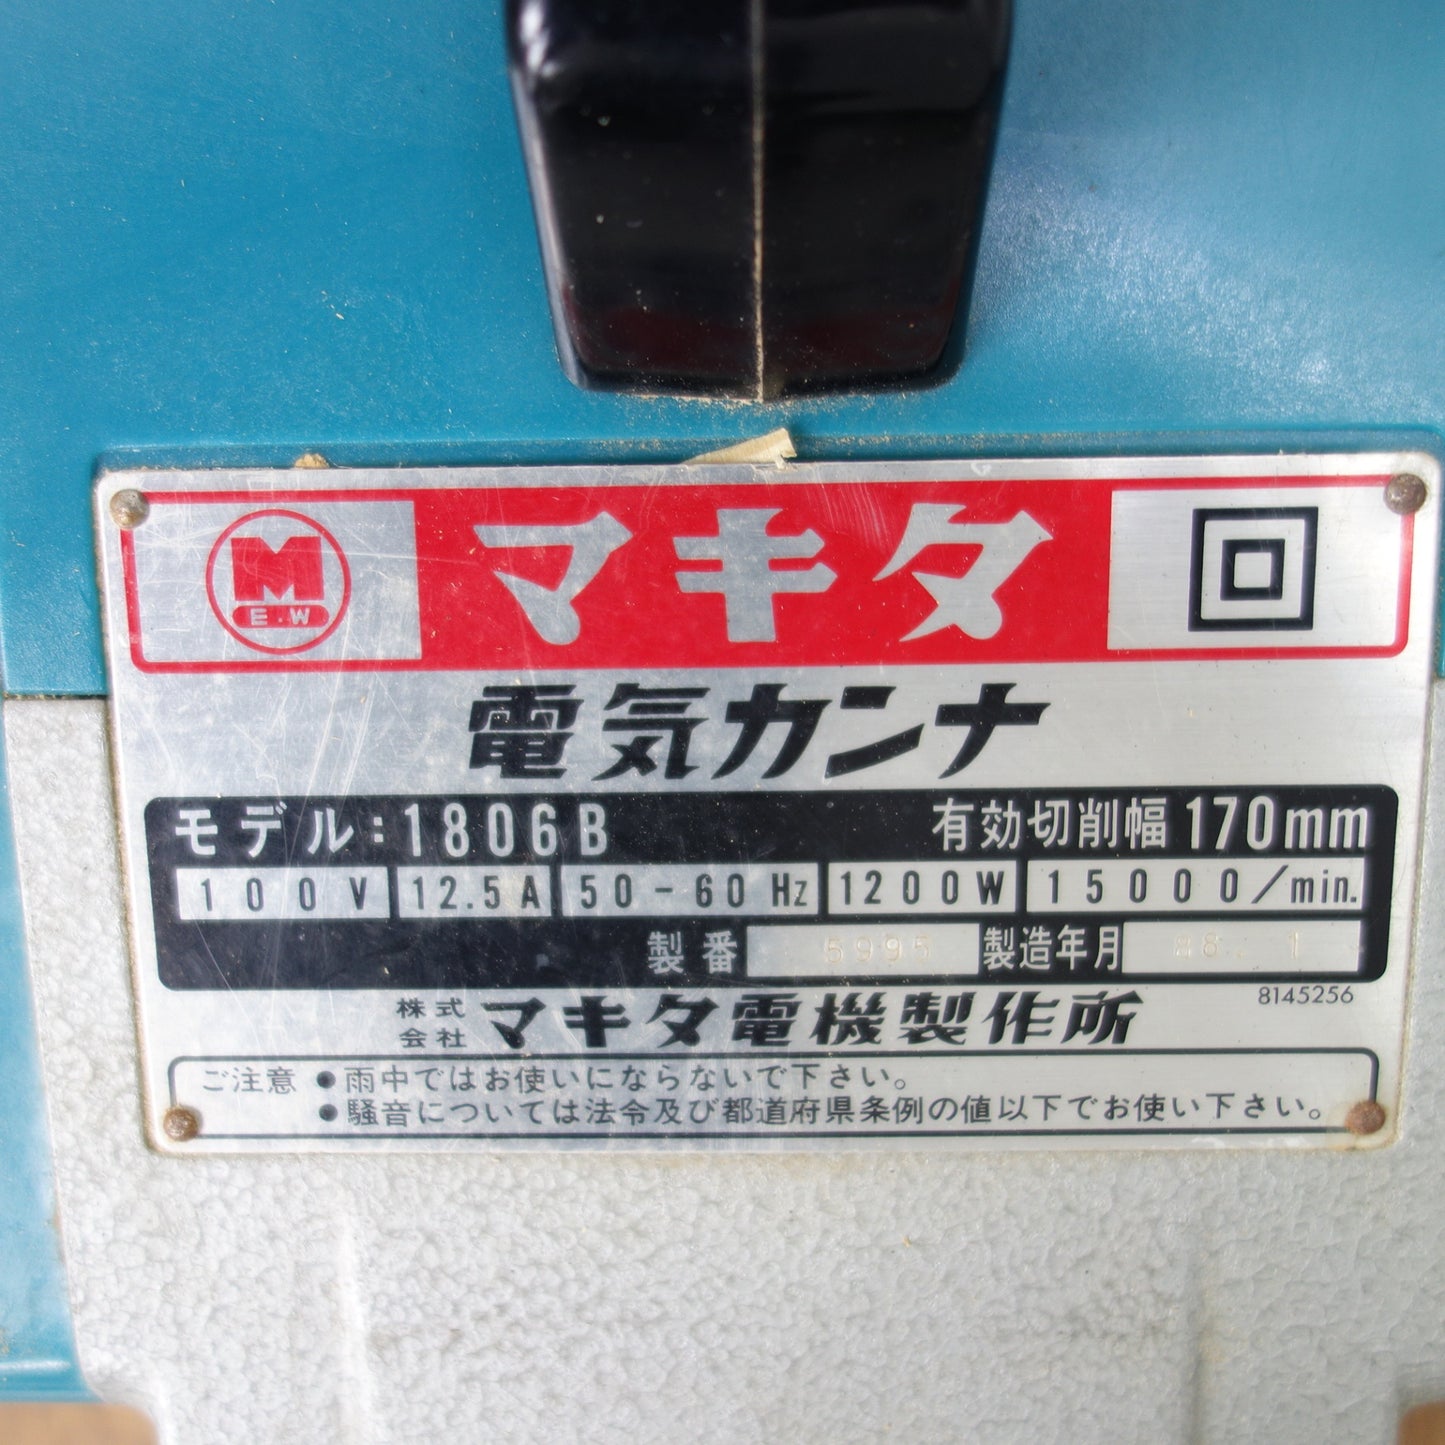 M
E.W
マキタ
電気カンナ
モデル:1806B 有効切削幅 170mm
100V 12.5A 50-60Hz 1200W 15000/min.
製番 5995 製造年月 88.1
8145256
株式会社 マキタ電機製作所
ご注意 ●雨中ではお使いにならないで下さい。
●騒音については法令及び都道府県条例の値以下でお使い下さい。